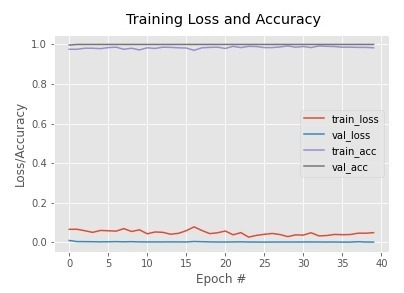 Training Loss and Accuracy
Loss/Accuracy
1.0
0.8
0.6
0.4
0.2
0.0
train_loss
val_loss
train_acc
val_acc
0 5 10 15 20 25 30 35 40
Epoch #